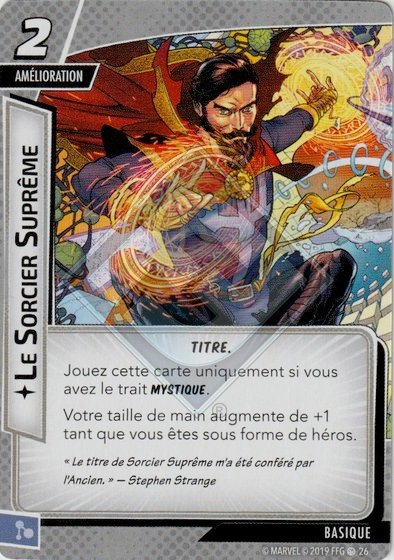 2
AMÉLIORATION
LE SORCIER SUPRÊME
TITRE.
Jouez cette carte uniquement si vous
avez le trait MYSTIQUE.
Votre taille de main augmente de +1
tant que vous êtes sous forme de héros.
« Le titre de Sorcier Suprême m'a été conféré par
l'Ancien. » — Stephen Strange
BASIQUE
© MARVEL © 2019 FFG 26